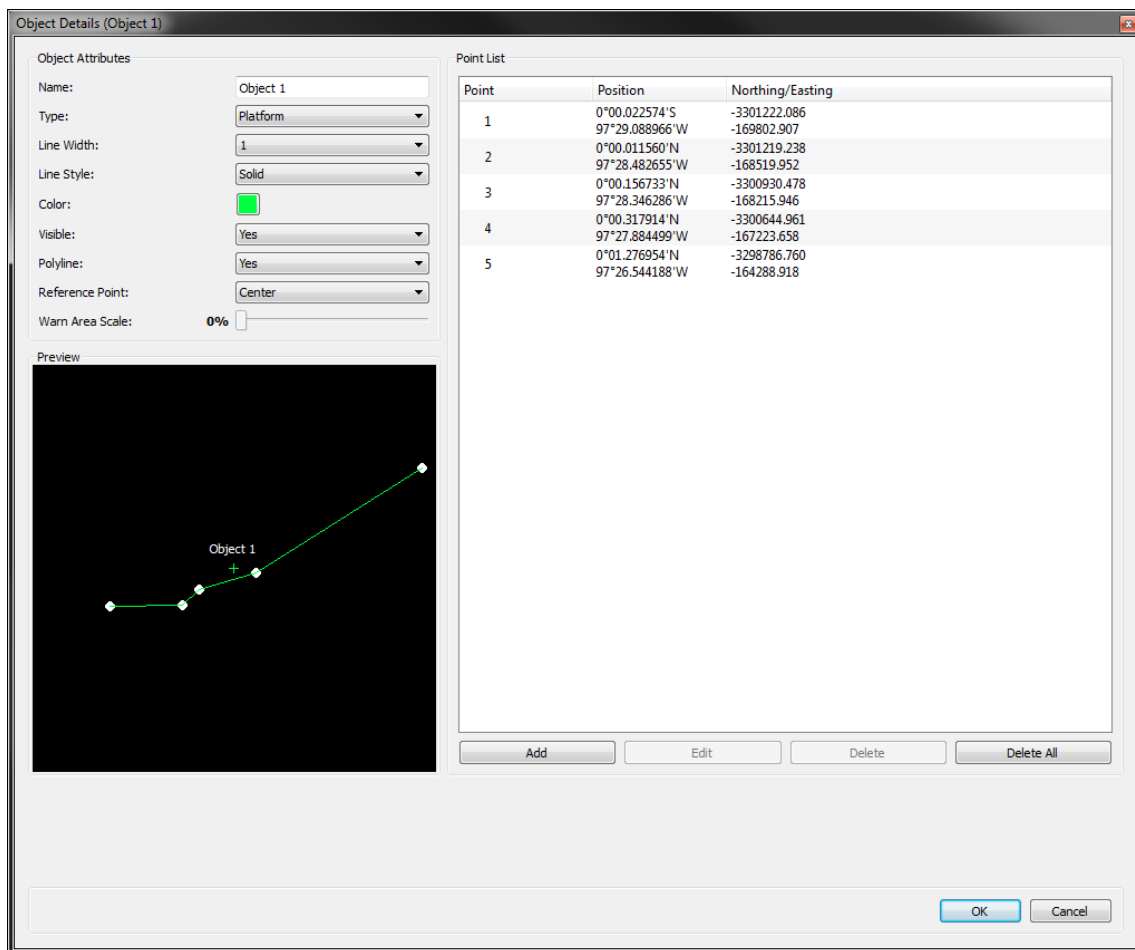 Object Details (Object 1)
x
Object Attributes
Name: Object 1
Type: Platform
Line Width: 1
Line Style: Solid
Color:
Visible: Yes
Polyline: Yes
Reference Point: Center
Warn Area Scale: 0%
Preview
Object 1
Point List
Point Position Northing/Easting
1 0°00.022574'S -3301222.086
97°29.088966'W -169802.907
2 0°00.011560'N -3301219.238
97°28.482655'W -168519.952
3 0°00.156733'N -3300930.478
97°28.346286'W -168215.946
4 0°00.317914'N -3300644.961
97°27.884499'W -167223.658
5 0°01.276954'N -3298786.760
97°26.544188'W -164288.918
Add Edit Delete Delete All
OK Cancel